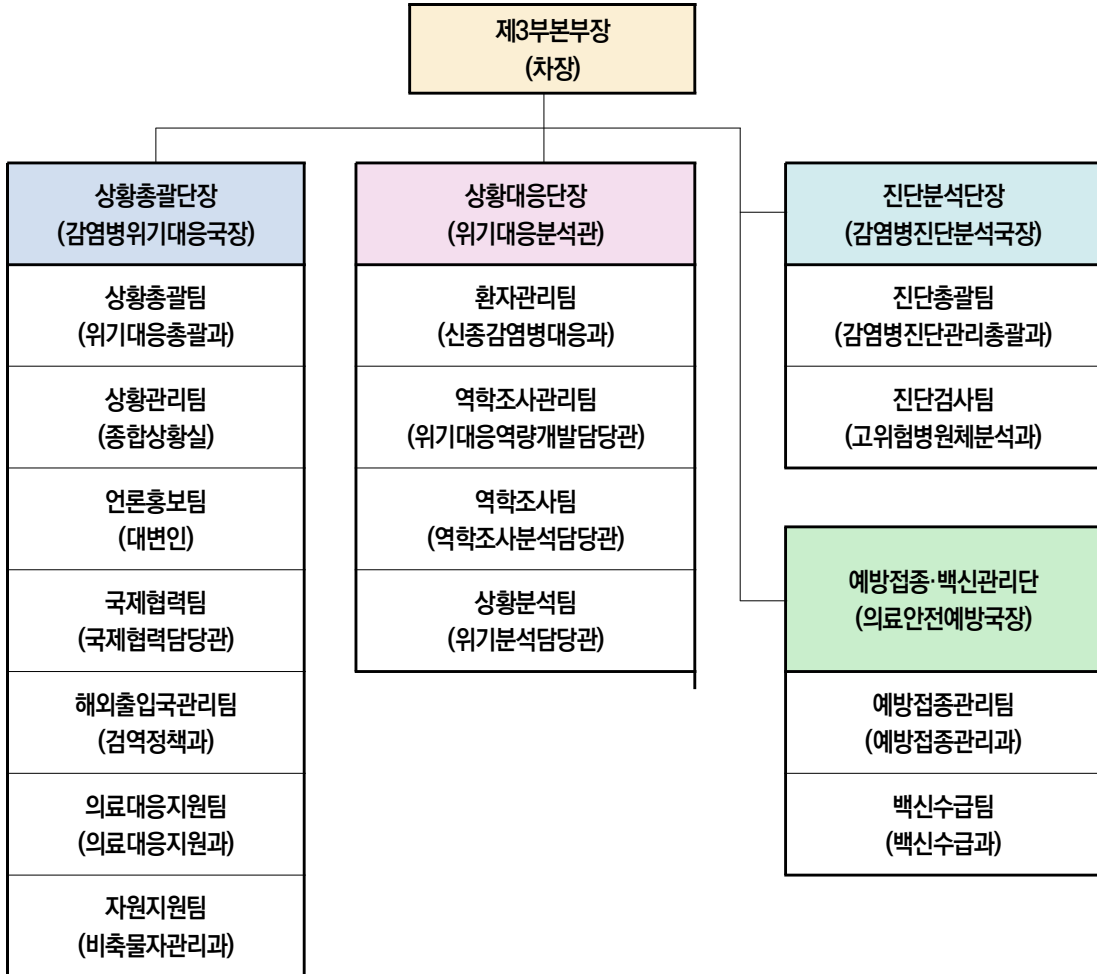 제3부본부장
(차장)
상황총괄단장
(감염병위기대응국장)
상황총괄팀
(위기대응총괄과)
상황관리팀
(종합상황실)
언론홍보팀
(대변인)
국제협력팀
(국제협력담당관)
해외출입국관리팀
(검역정책과)
의료대응지원팀
(의료대응지원과)
자원지원팀
(비축물자관리과)
상황대응단장
(위기대응분석관)
환자관리팀
(신종감염병대응과)
역학조사관리팀
(위기대응역량개발담당관)
역학조사팀
(역학조사분석담당관)
상황분석팀
(위기분석담당관)
진단분석단장
(감염병진단분석국장)
진단총괄팀
(감염병진단관리총괄과)
진단검사팀
(고위험병원체분석과)
예방접종·백신관리단
(의료안전예방국장)
예방접종관리팀
(예방접종관리과)
백신수급팀
(백신수급과)